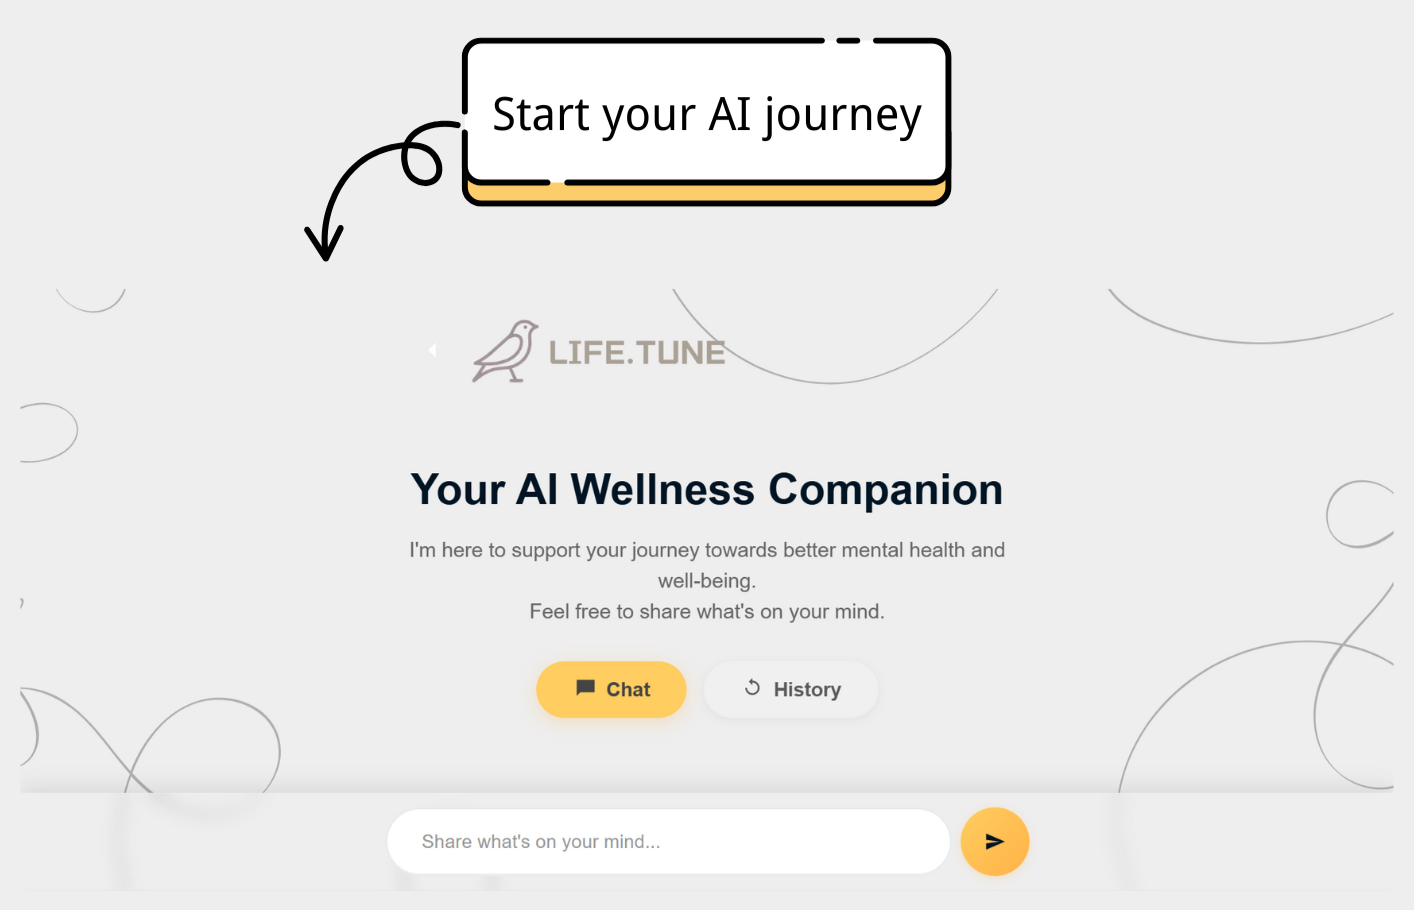 Start your AI journey
LIFE.TUNE
Your AI Wellness Companion
I'm here to support your journey towards better mental health and
well-being.
Feel free to share what's on your mind.
Chat
History
Share what's on your mind...